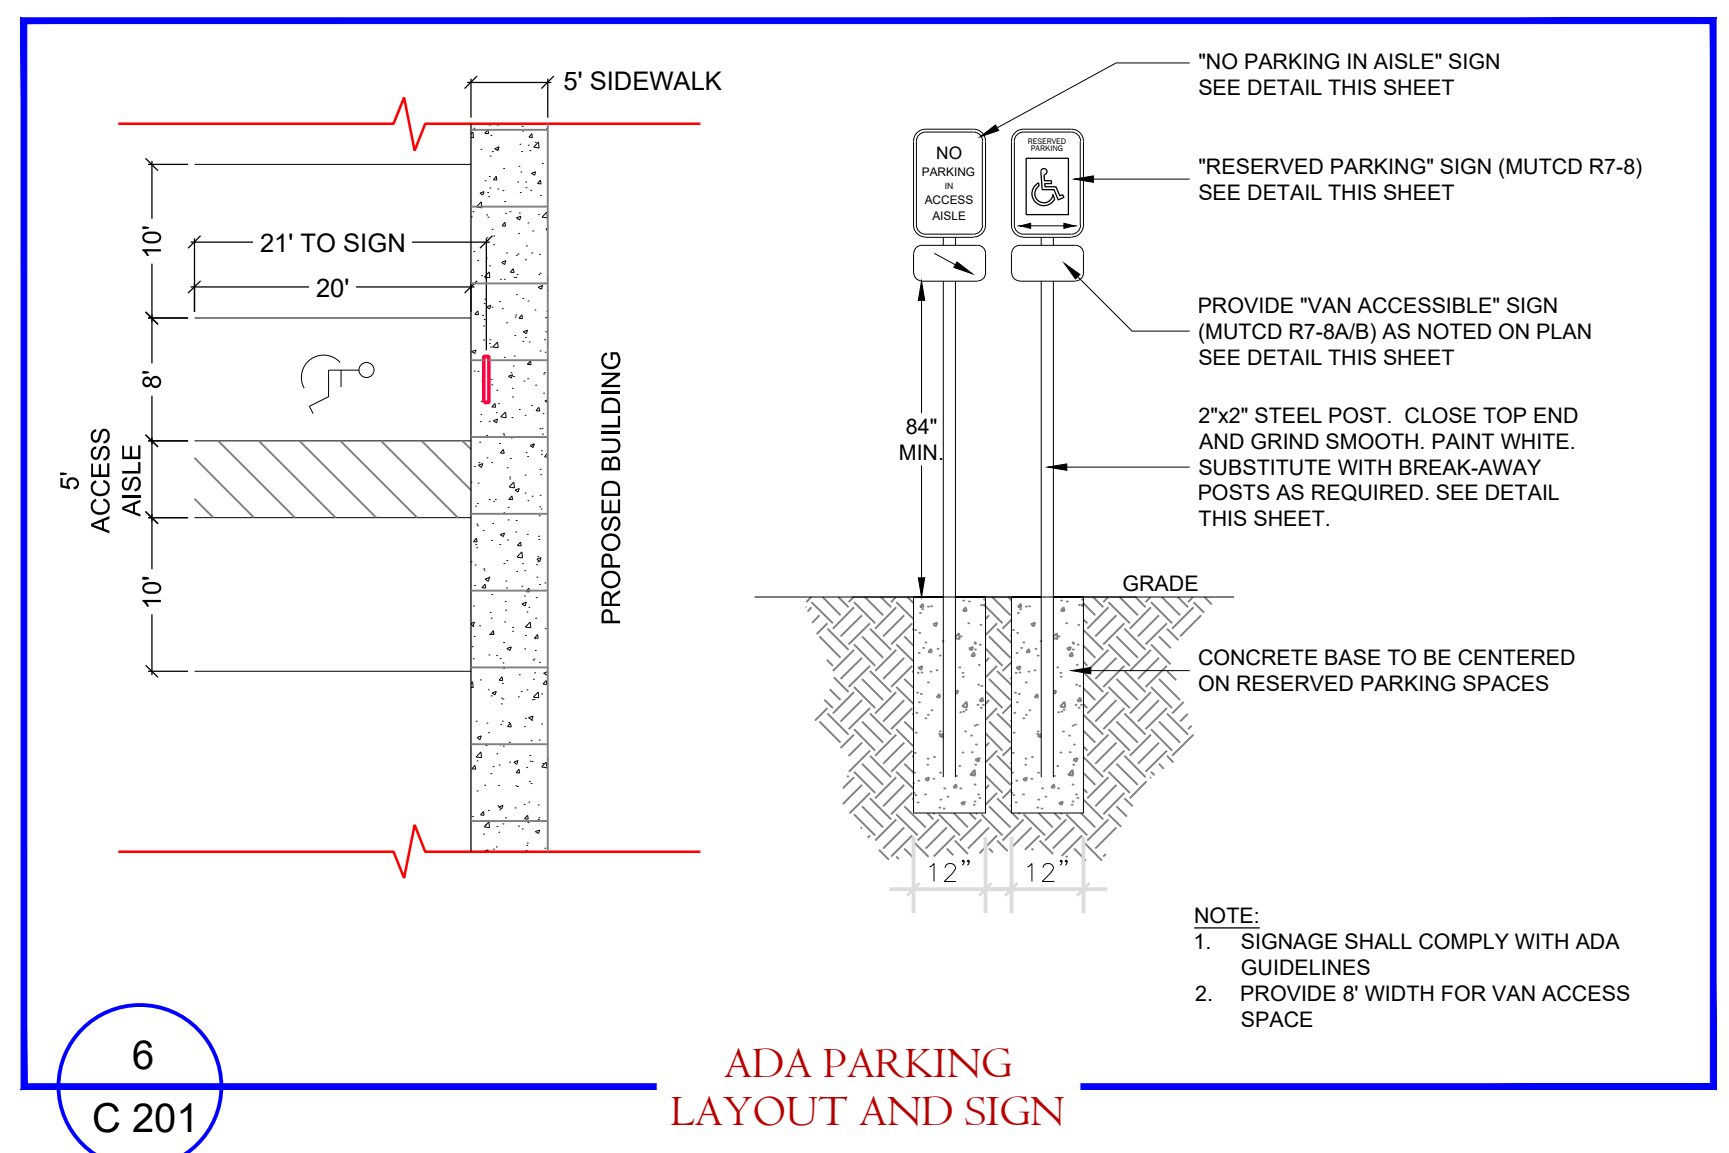 5' SIDEWALK
10'
21' TO SIGN
20'
8'
5'
ACCESS
AISLE
10'
PROPOSED BUILDING
NO
PARKING
IN
ACCESS
AISLE
RESERVED
PARKING
84"
MIN.
"NO PARKING IN AISLE" SIGN
SEE DETAIL THIS SHEET
"RESERVED PARKING" SIGN (MUTCD R7-8)
SEE DETAIL THIS SHEET
PROVIDE "VAN ACCESSIBLE" SIGN
(MUTCD R7-8A/B) AS NOTED ON PLAN
SEE DETAIL THIS SHEET
2"x2" STEEL POST. CLOSE TOP END
AND GRIND SMOOTH. PAINT WHITE.
SUBSTITUTE WITH BREAK-AWAY
POSTS AS REQUIRED. SEE DETAIL
THIS SHEET.
GRADE
CONCRETE BASE TO BE CENTERED
ON RESERVED PARKING SPACES
12” 12”
NOTE:
1. SIGNAGE SHALL COMPLY WITH ADA
GUIDELINES
2. PROVIDE 8' WIDTH FOR VAN ACCESS
SPACE
6
C 201
ADA PARKING
LAYOUT AND SIGN